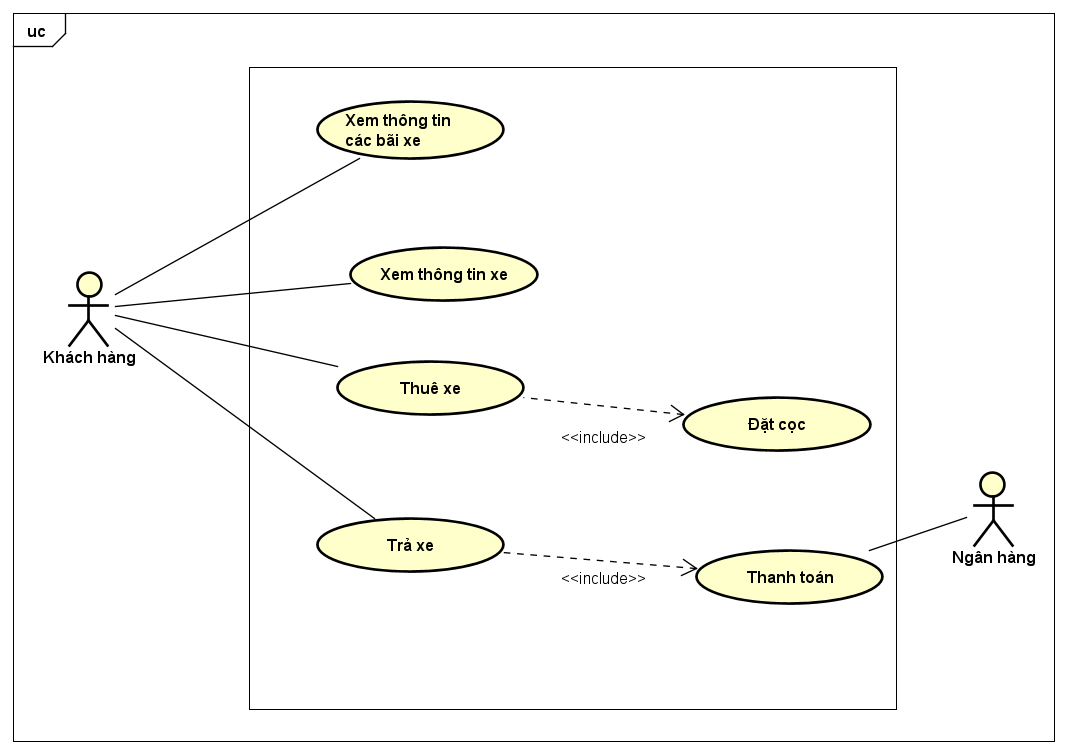 uc
Xem thông tin
các bãi xe
Xem thông tin xe
Khách hàng
Thuê xe
Đặt cọc
<<include>>
Trả xe
Ngân hàng
Thanh toán
<<include>>